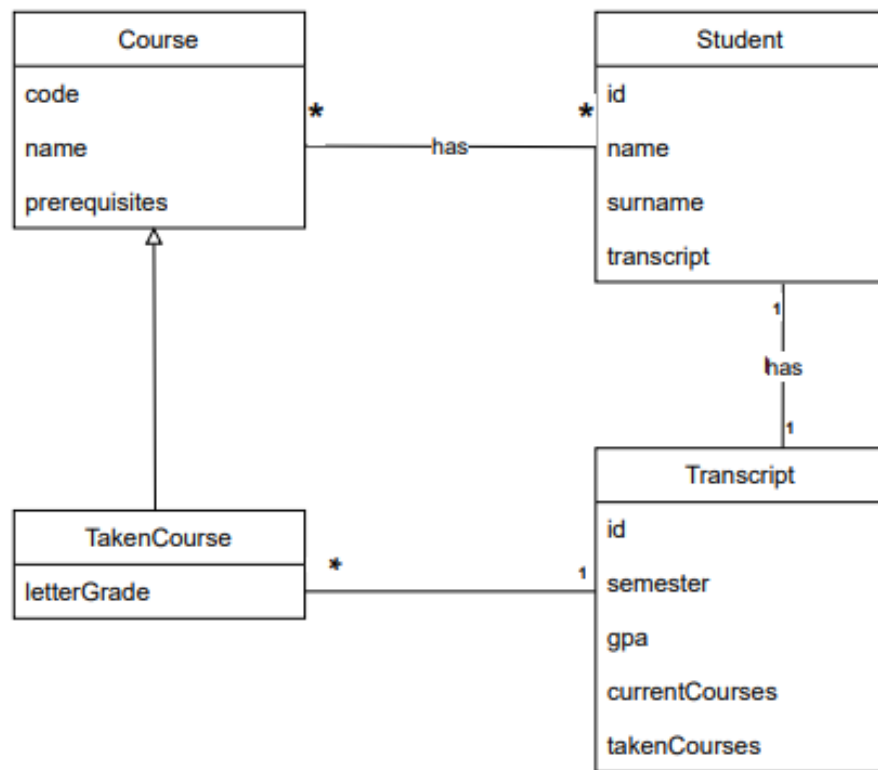 Course
code
name
prerequisites
Student
id
name
surname
transcript
*
*
has
1
has
1
TakenCourse
letterGrade
*
1
Transcript
id
semester
gpa
currentCourses
takenCourses